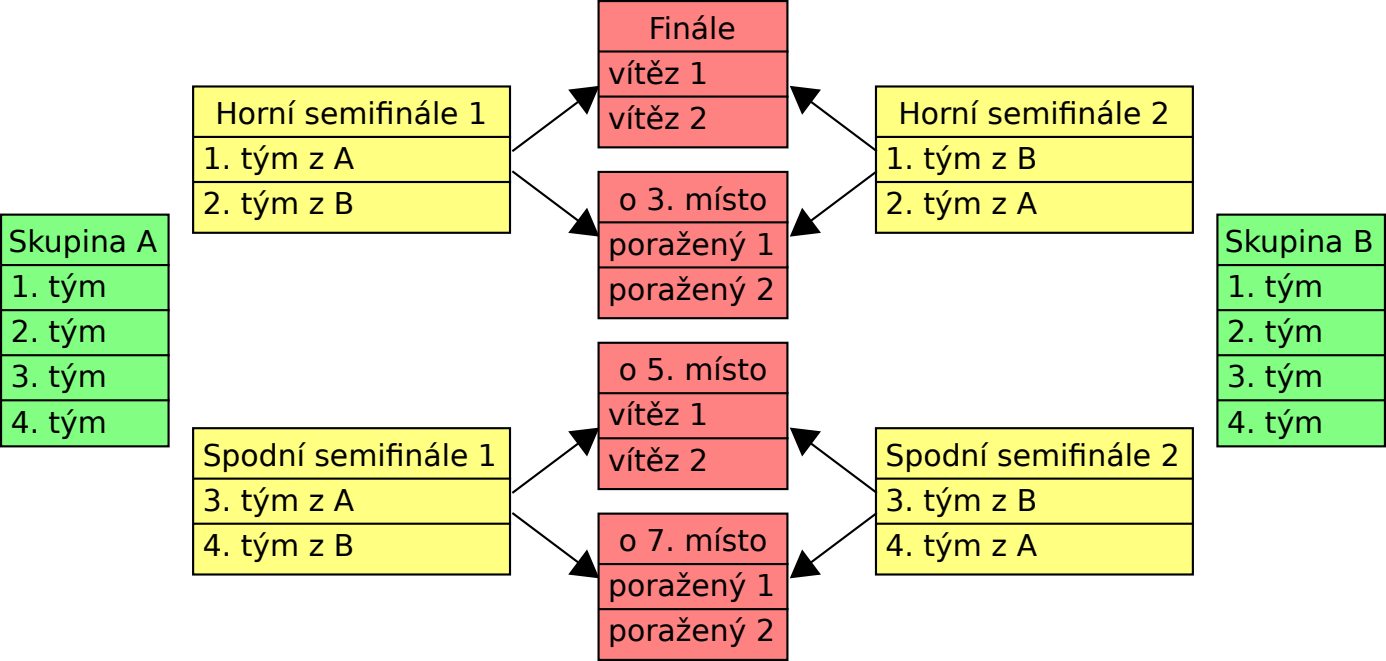 Skupina A
1. tým
2. tým
3. tým
4. tým
Horní semifinále 1
1. tým z A
2. tým z B
Spodní semifinále 1
3. tým z A
4. tým z B
Finále
vítěz 1
vítěz 2
o 3. místo
poražený 1
poražený 2
o 5. místo
vítěz 1
vítěz 2
o 7. místo
poražený 1
poražený 2
Horní semifinále 2
1. tým z B
2. tým z A
Spodní semifinále 2
3. tým z B
4. tým z A
Skupina B
1. tým
2. tým
3. tým
4. tým